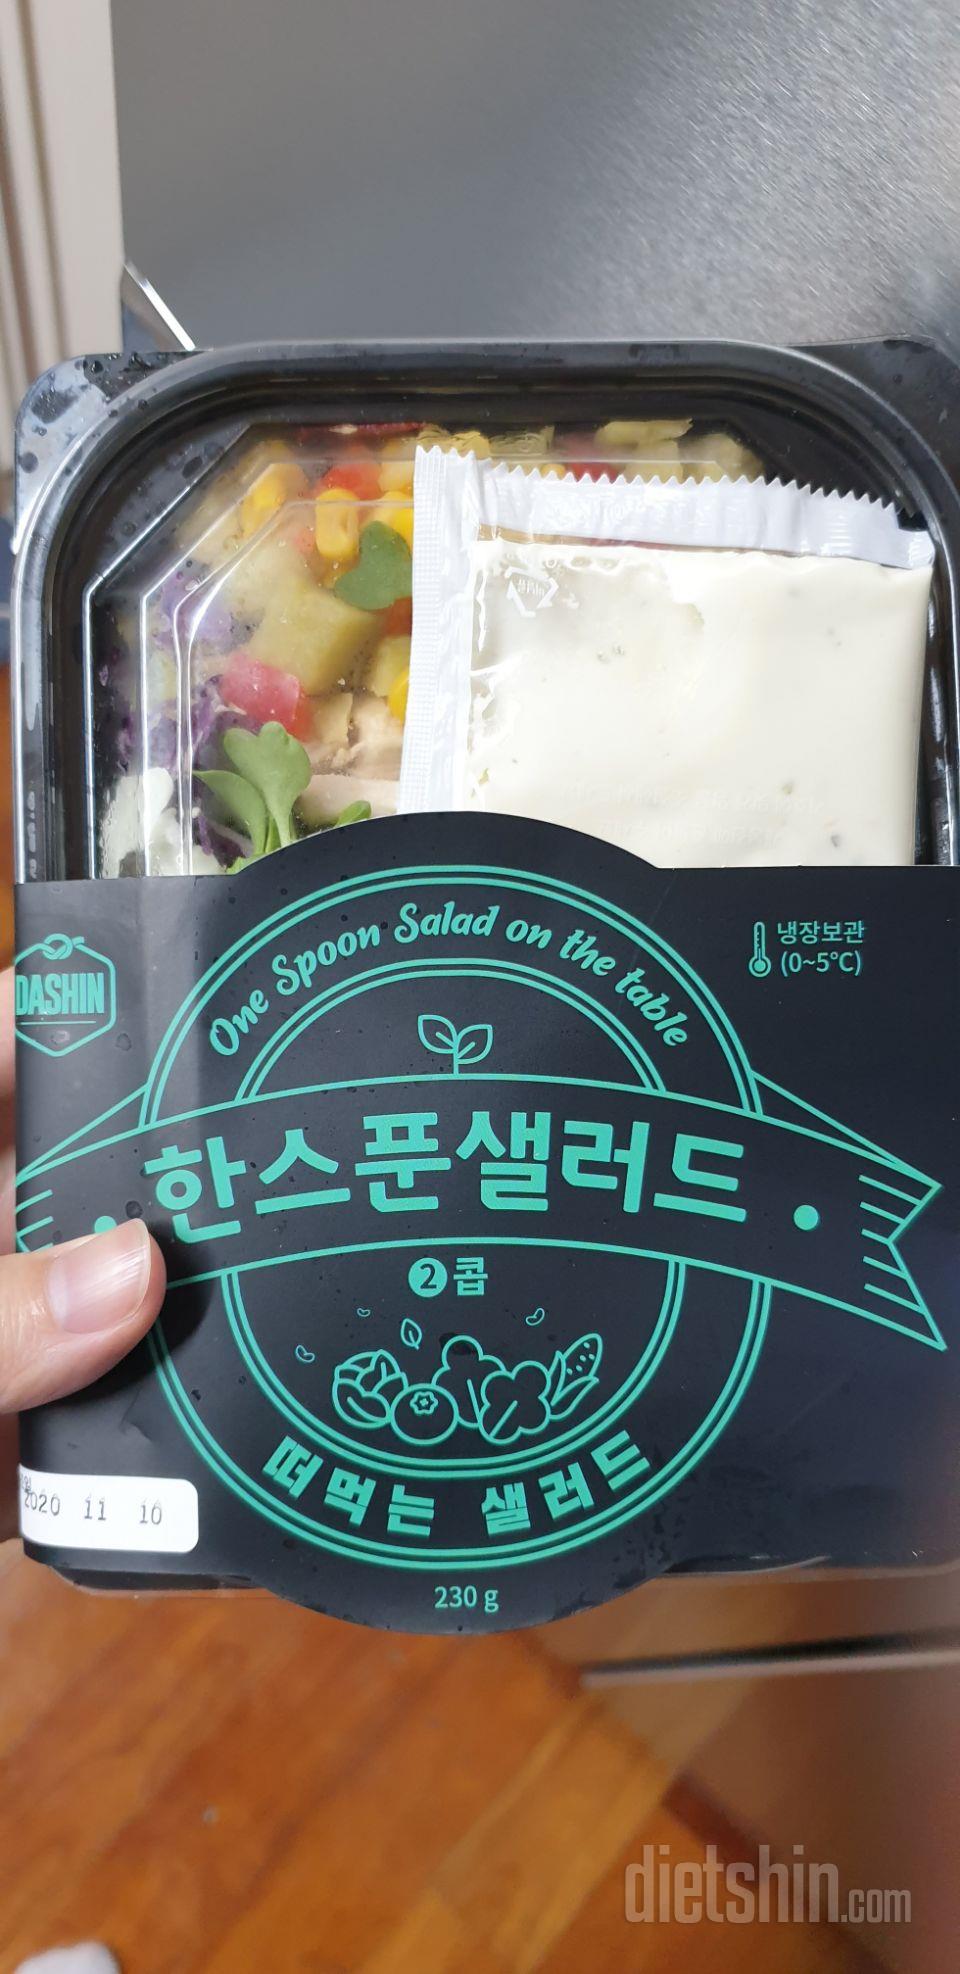 One Spoon Salad on the table
냉장보관
(0~5°C)
DASHIN
한스푼샐러드
2콥
떠먹는 샐러드
2020 11 10
230 g
dietshin.com